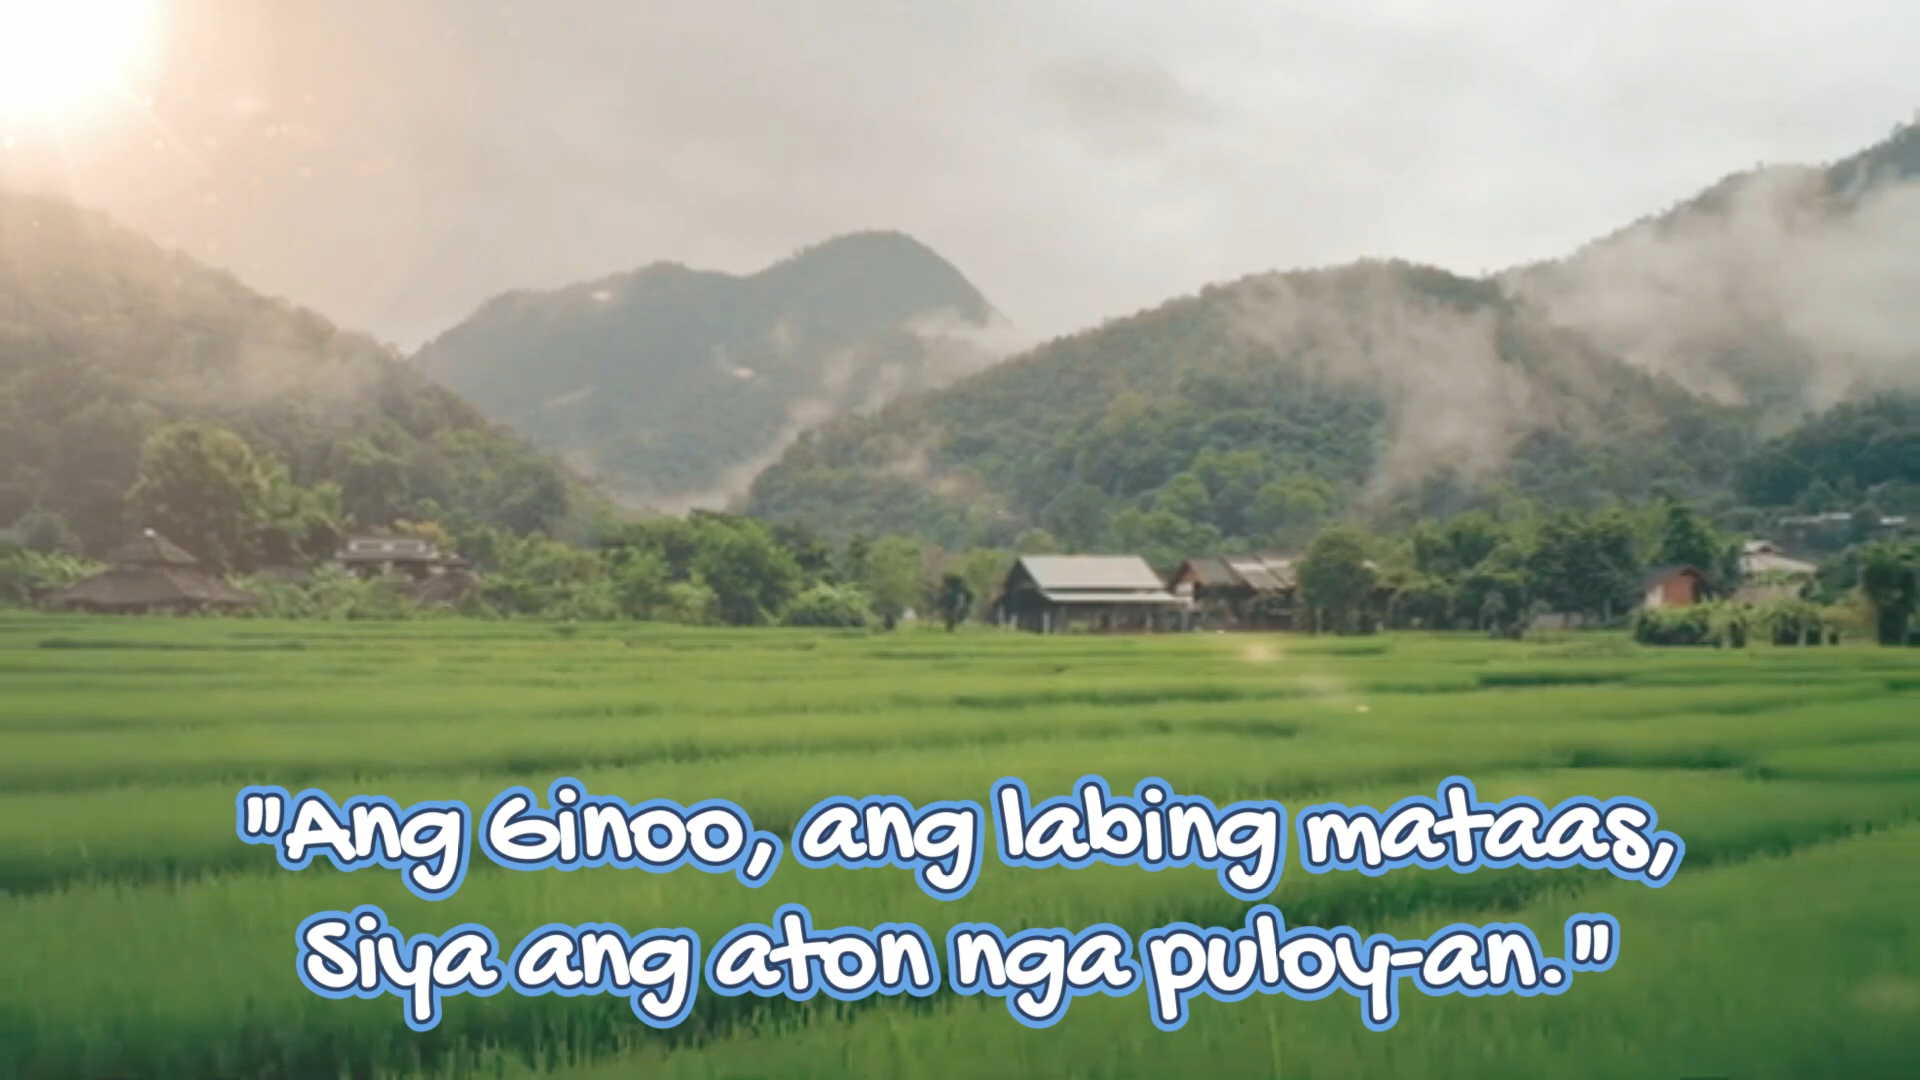 "Ang Ginoo, ang labing mataas,
Siya ang aton nga puloy-an."